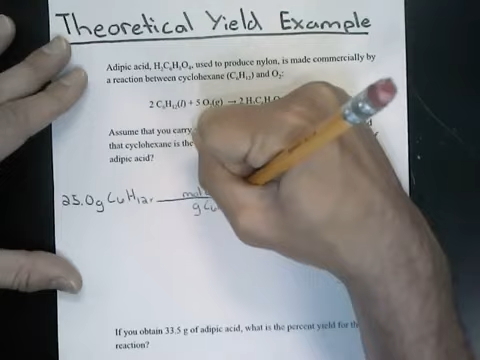 Theoretical Yield Example
Adipic acid, H₂C₆H₈O₄, used to produce nylon, is made commercially by
a reaction between cyclohexane (C₆H₁₂) and O₂:
2 C₆H₁₂(l) + 5 O₂(g) → 2 H₂C₆H₈O
Assume that you carry
that cyclohexane is the
adipic acid?
25.0g C₆H₁₂ mol
g C₆
If you obtain 33.5 g of adipic acid, what is the percent yield for the
reaction?